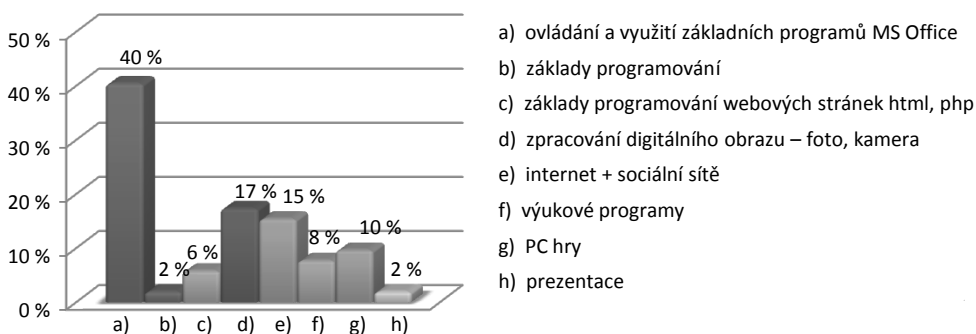 50 %
40 %
30 %
20 %
10 %
0 %
40 %
2 %
6 %
17 %
15 %
8 %
10 %
2 %
a) b) c) d) e) f) g) h)
a) ovládání a využití základních programů MS Office
b) základy programování
c) základy programování webových stránek html, php
d) zpracování digitálního obrazu – foto, kamera
e) internet + sociální sítě
f) výukové programy
g) PC hry
h) prezentace